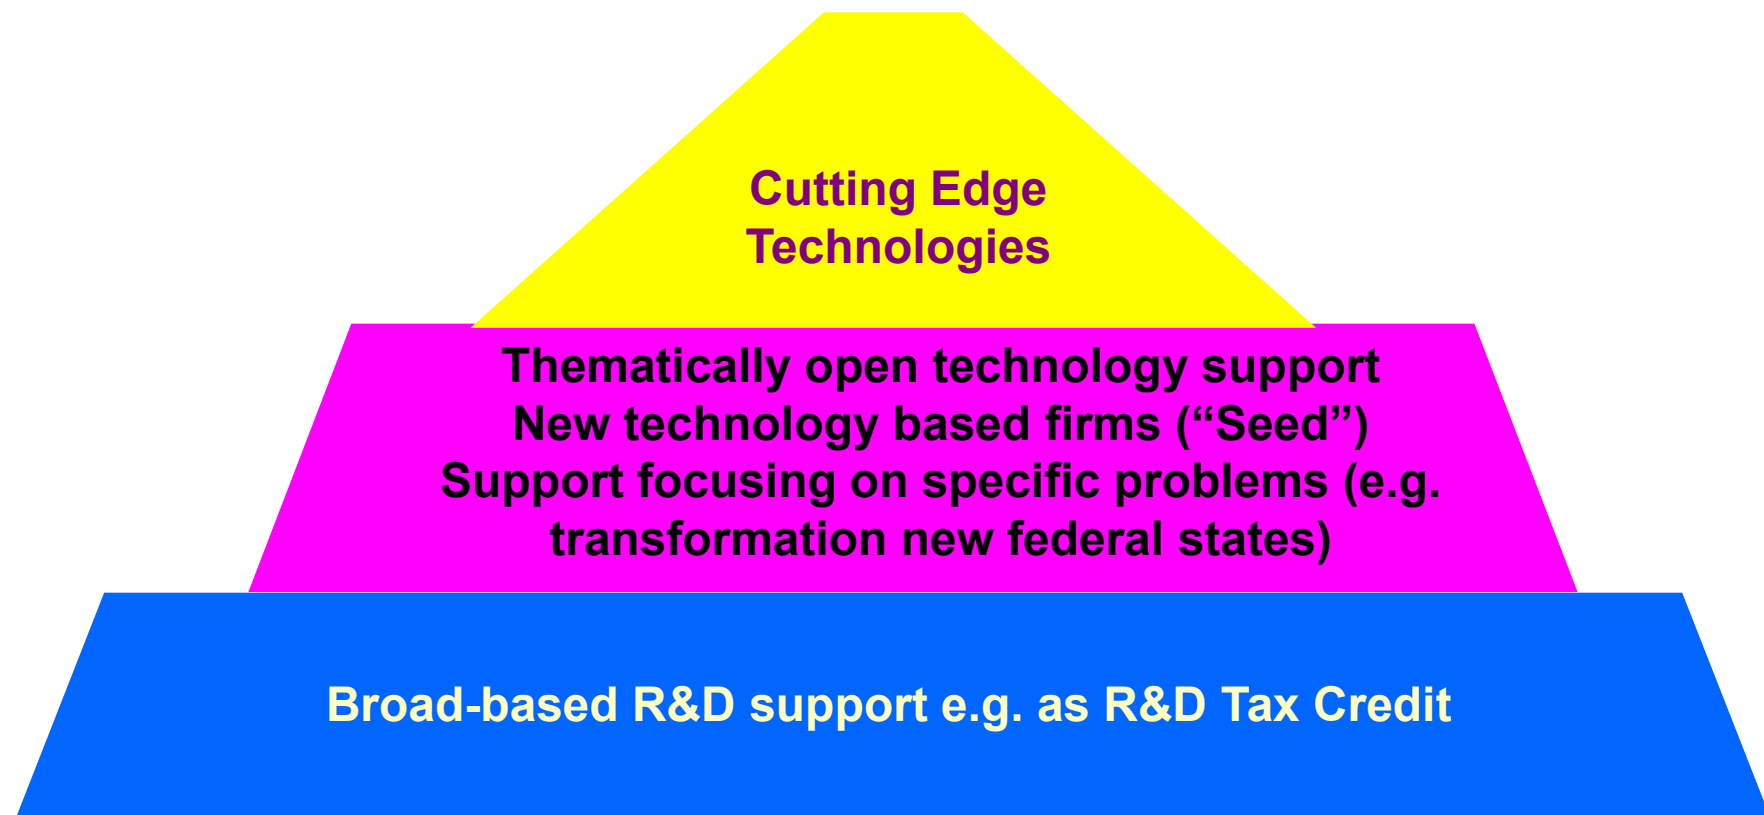 Cutting Edge
Technologies
Thematically open technology support
New technology based firms (“Seed”)
Support focusing on specific problems (e.g.
transformation new federal states)
Broad-based R&D support e.g. as R&D Tax Credit